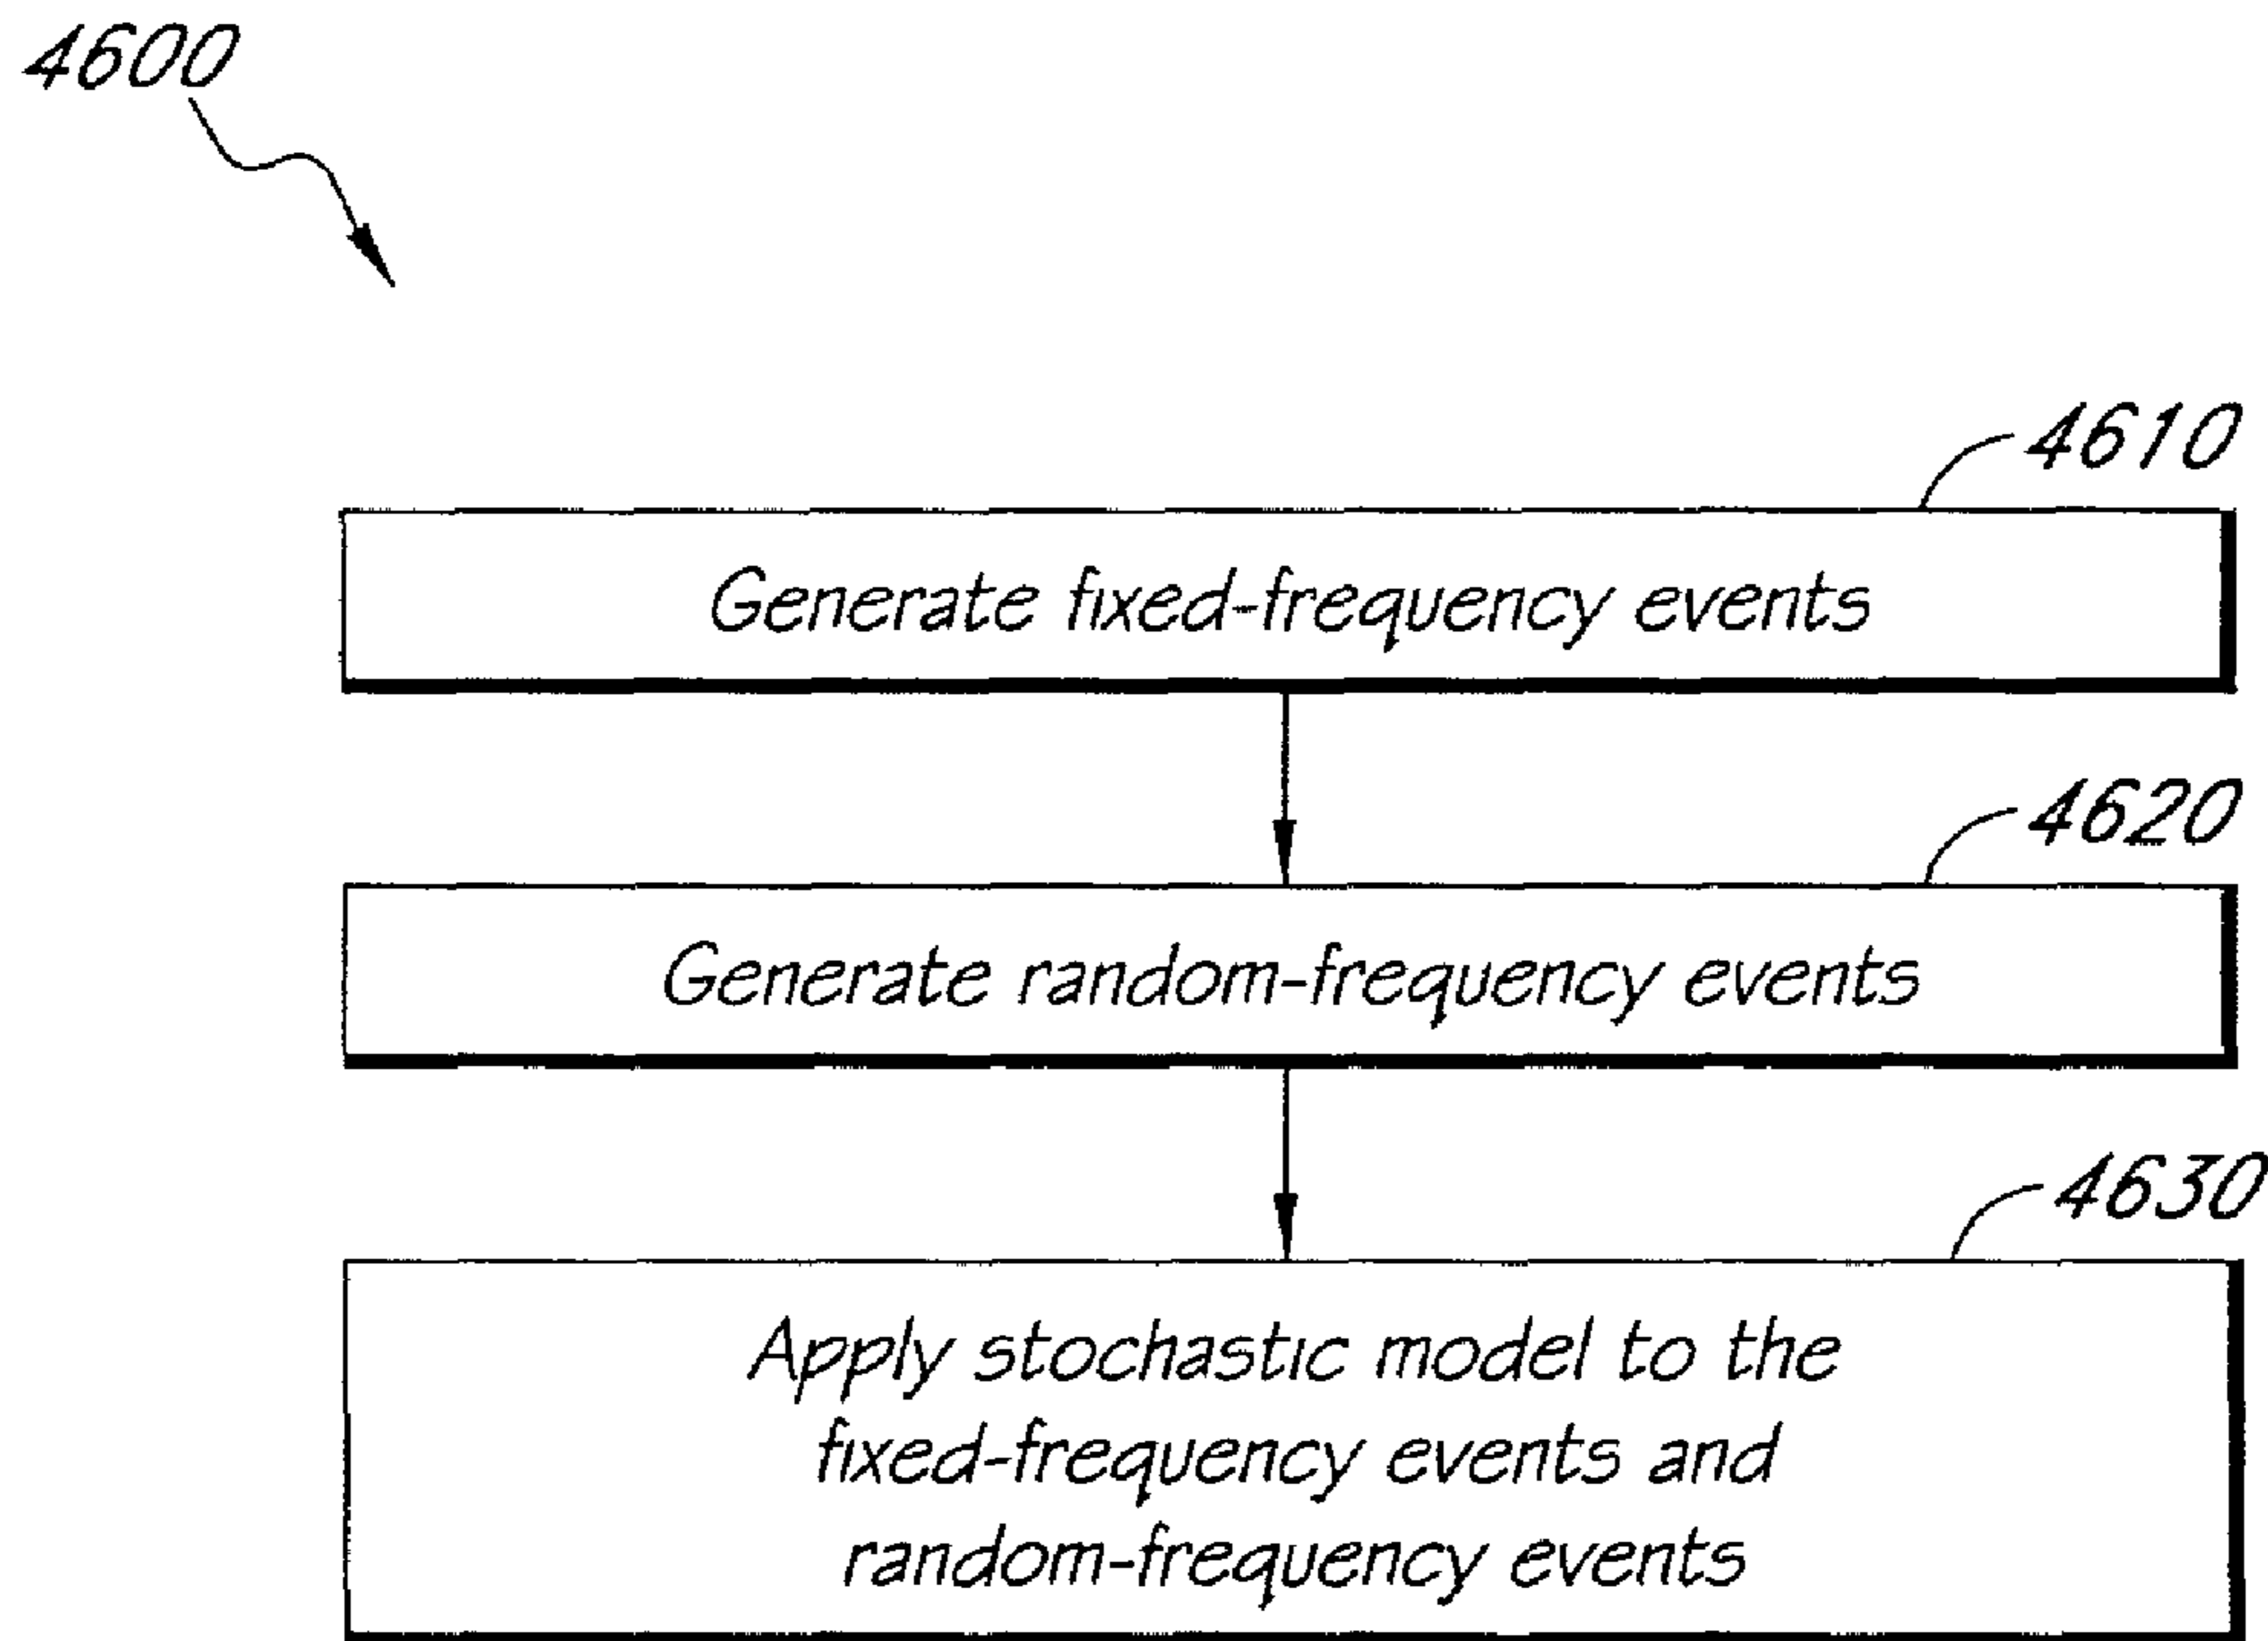 4600
4610
Generate fixed-frequency events
4620
Generate random-frequency events
4630
Apply stochastic model to the
fixed-frequency events and
random-frequency events